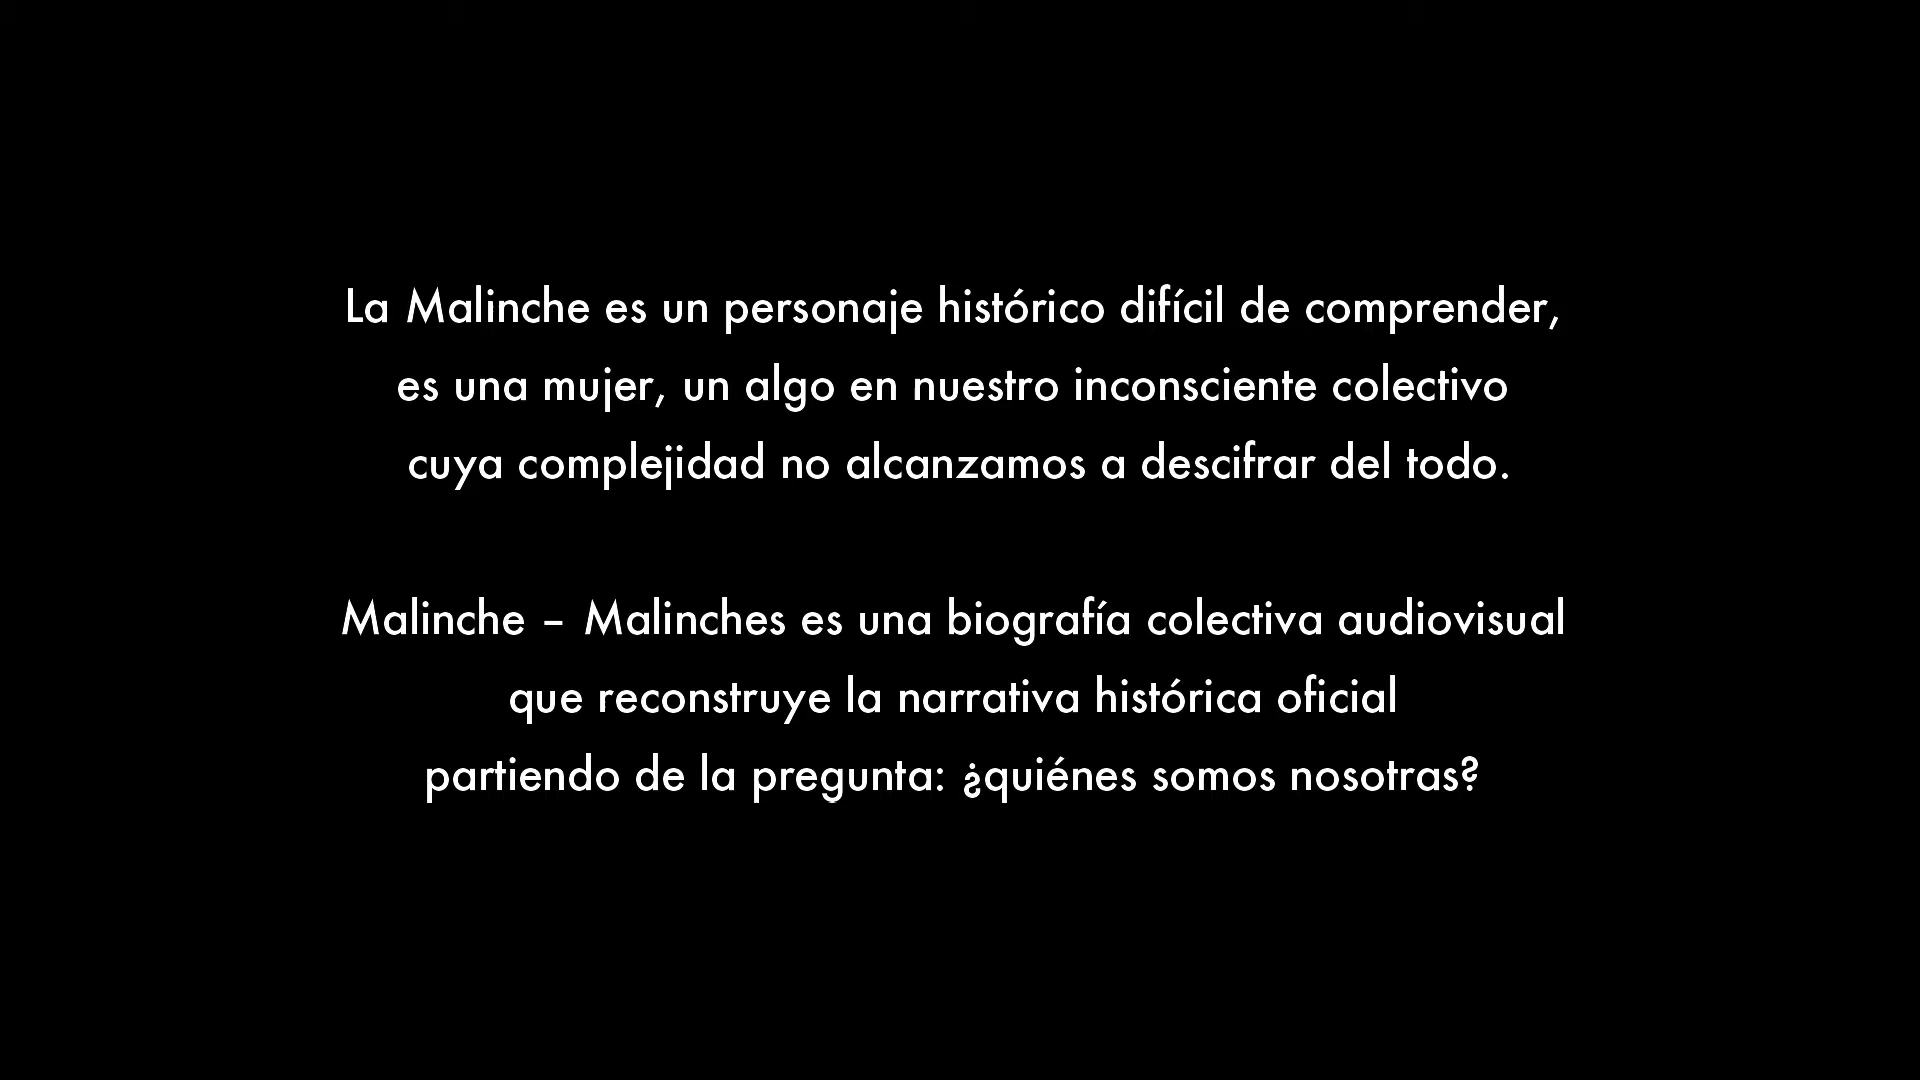 La Malinche es un personaje histórico difícil de comprender,
es una mujer, un algo en nuestro inconsciente colectivo
cuya complejidad no alcanzamos a descifrar del todo.
Malinche – Malinches es una biografía colectiva audiovisual
que reconstruye la narrativa histórica oficial
partiendo de la pregunta: ¿quiénes somos nosotras?